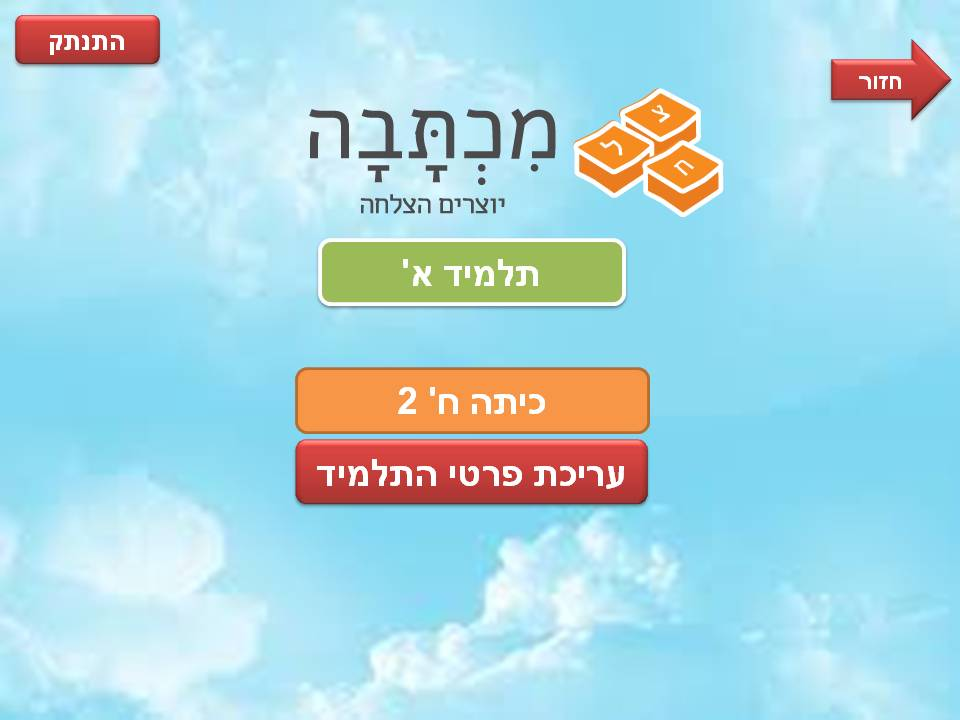 התנתק
חזור
מִכְתָּבָה
צ
ל
ח
יוצרים הצלחה
תלמיד א'
כיתה ח' 2
עריכת פרטי התלמיד